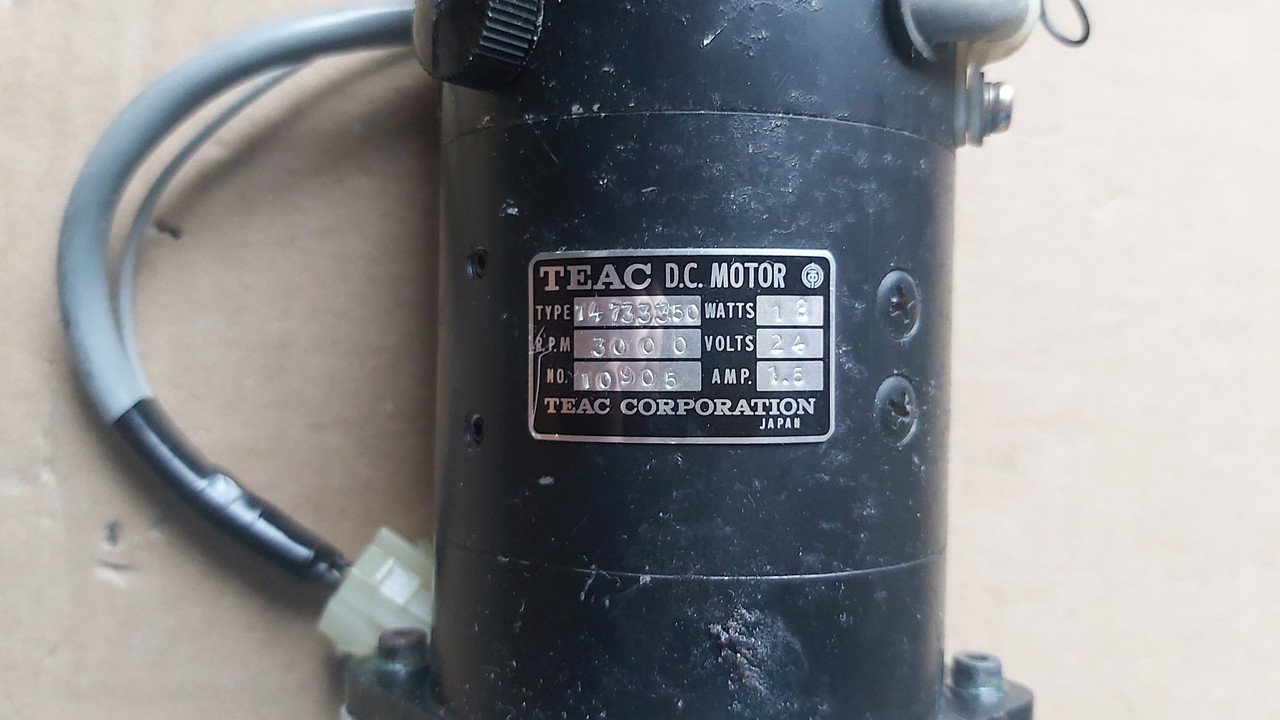 TEAC D.C. MOTOR
TYPE 14733350 WATTS 18
R.P.M 3000 VOLTS 24
NO. 10905 AMP. 1.5
TEAC CORPORATION
JAPAN